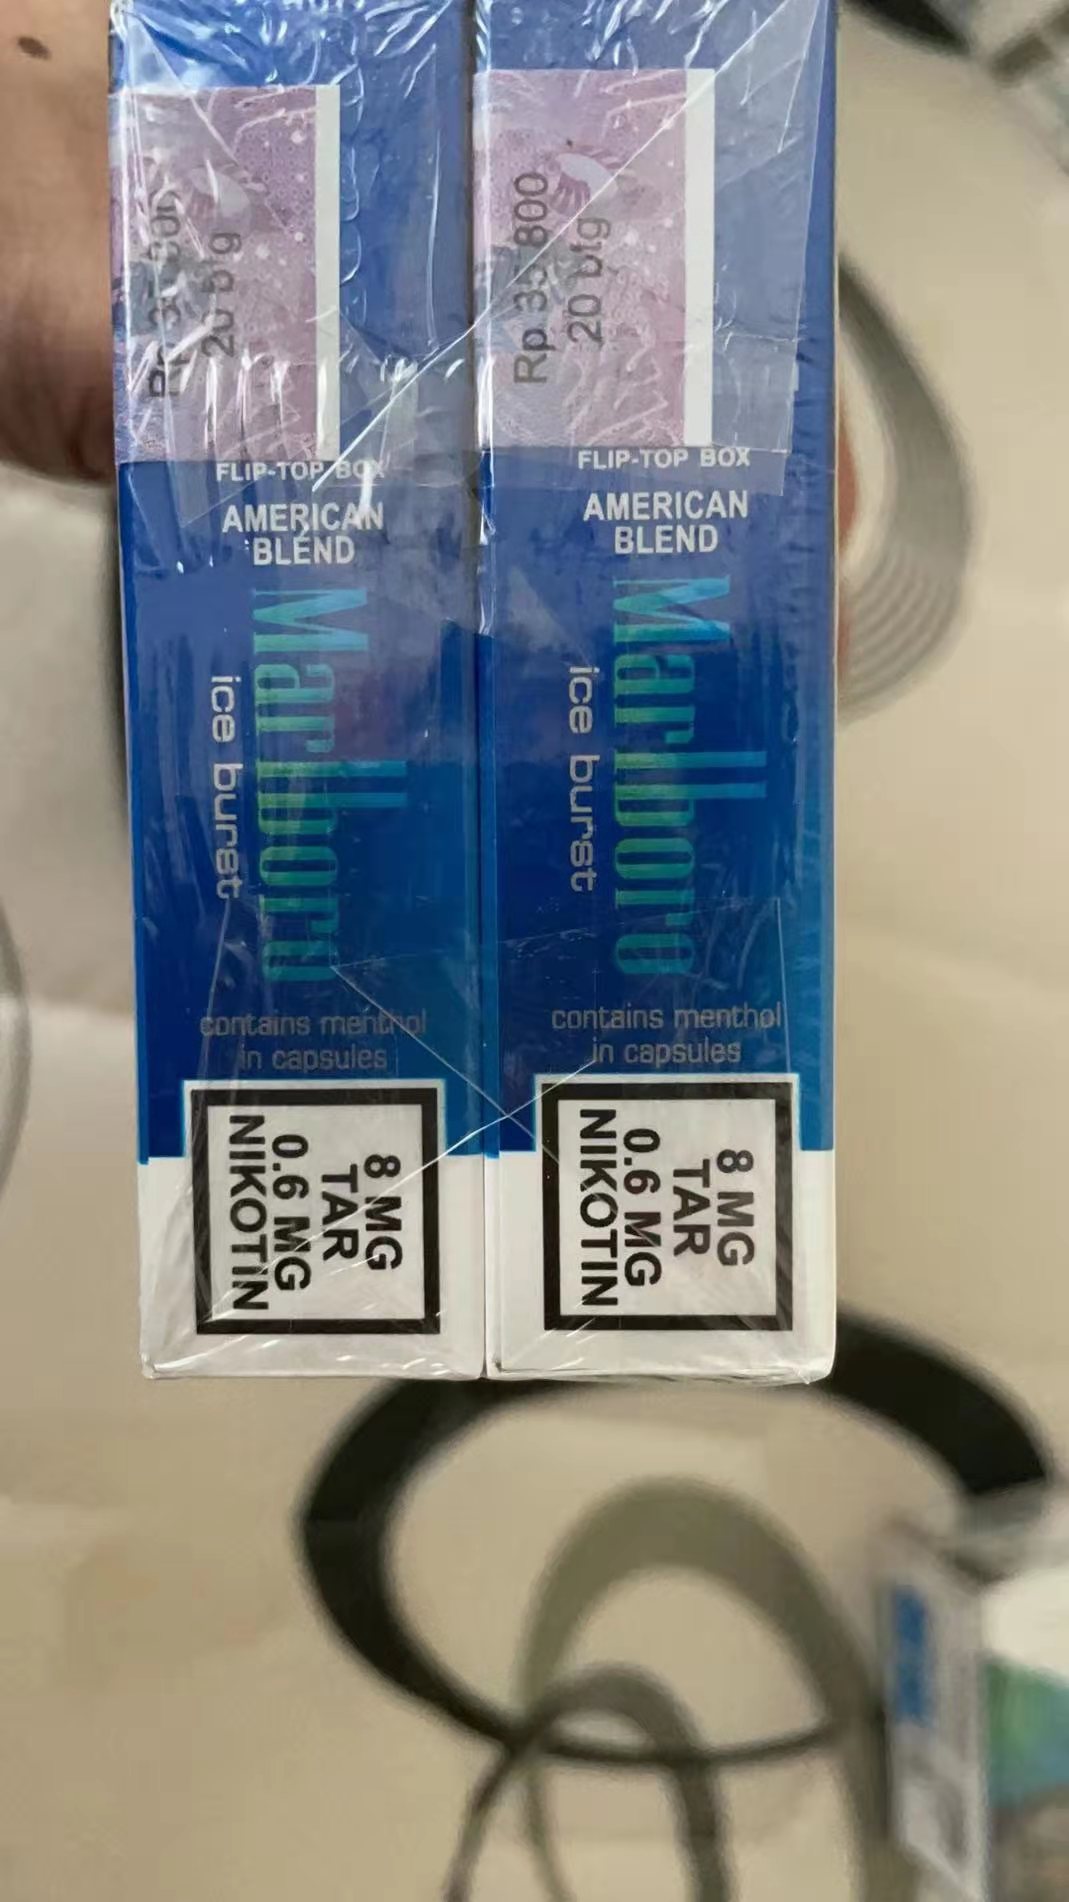 20 btg
FLIP-TOP BOX
AMERICAN
BLEND
Marlboro
ice burst
contains menthol
in capsules
8 MG
TAR
0.6 MG
NIKOTIN
Rp 35 800
20 btg
FLIP-TOP BOX
AMERICAN
BLEND
Marlboro
ice burst
contains menthol
in capsules
8 MG
TAR
0.6 MG
NIKOTIN